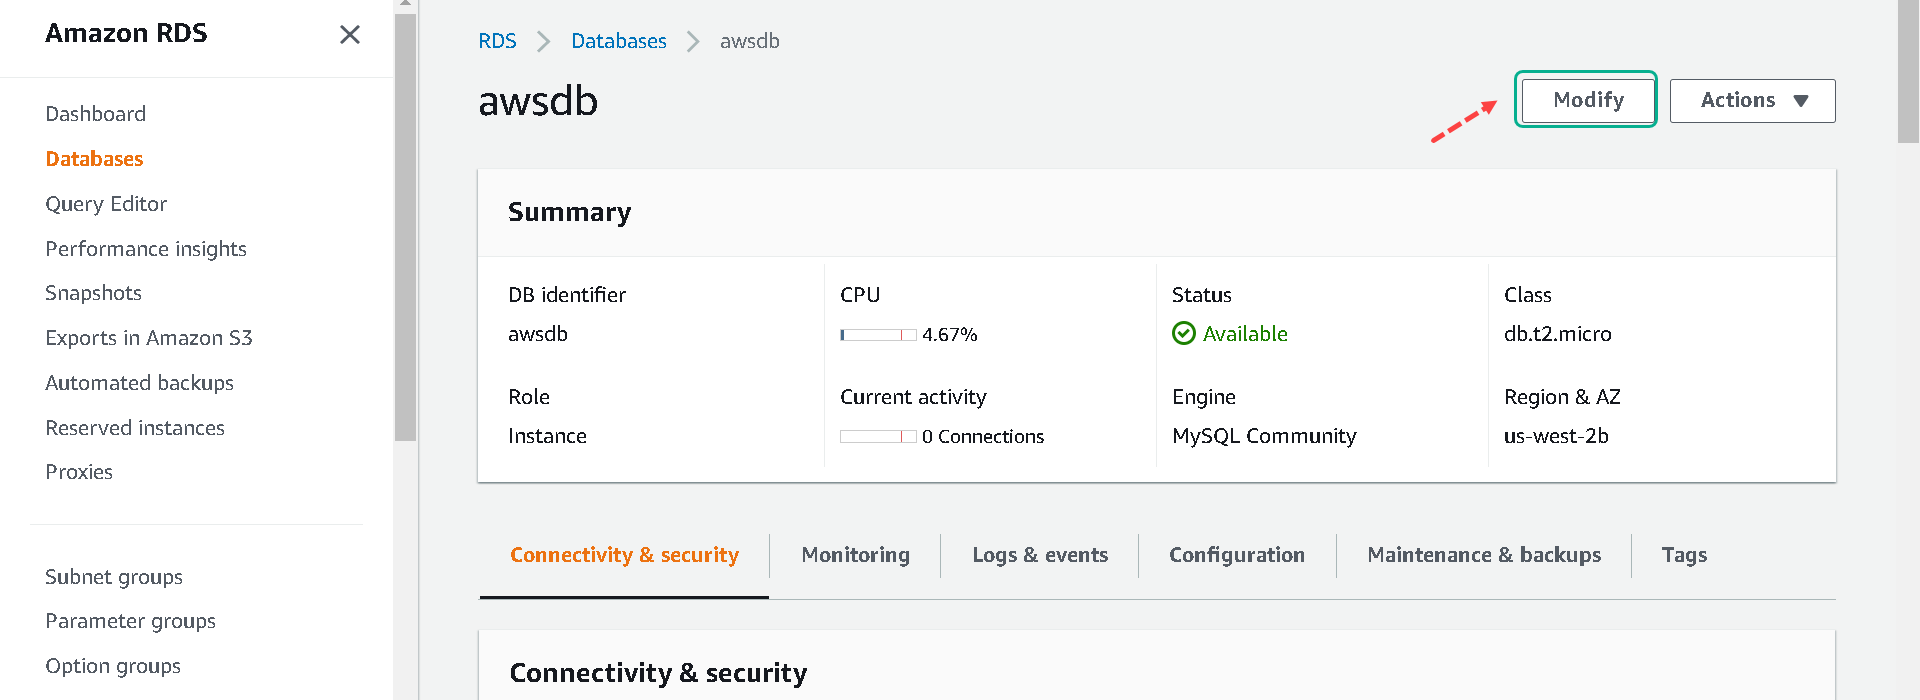 Amazon RDS
Dashboard
Databases
Query Editor
Performance insights
Snapshots
Exports in Amazon S3
Automated backups
Reserved instances
Proxies
Subnet groups
Parameter groups
Option groups
RDS Databases awsdb
awsdb
Modify
Actions
Summary
DB identifier
awsdb
CPU
4.67%
Status
Available
Class
db.t2.micro
Role
Instance
Current activity
0 Connections
Engine
MySQL Community
Region & AZ
us-west-2b
Connectivity & security
Monitoring
Logs & events
Configuration
Maintenance & backups
Tags
Connectivity & security